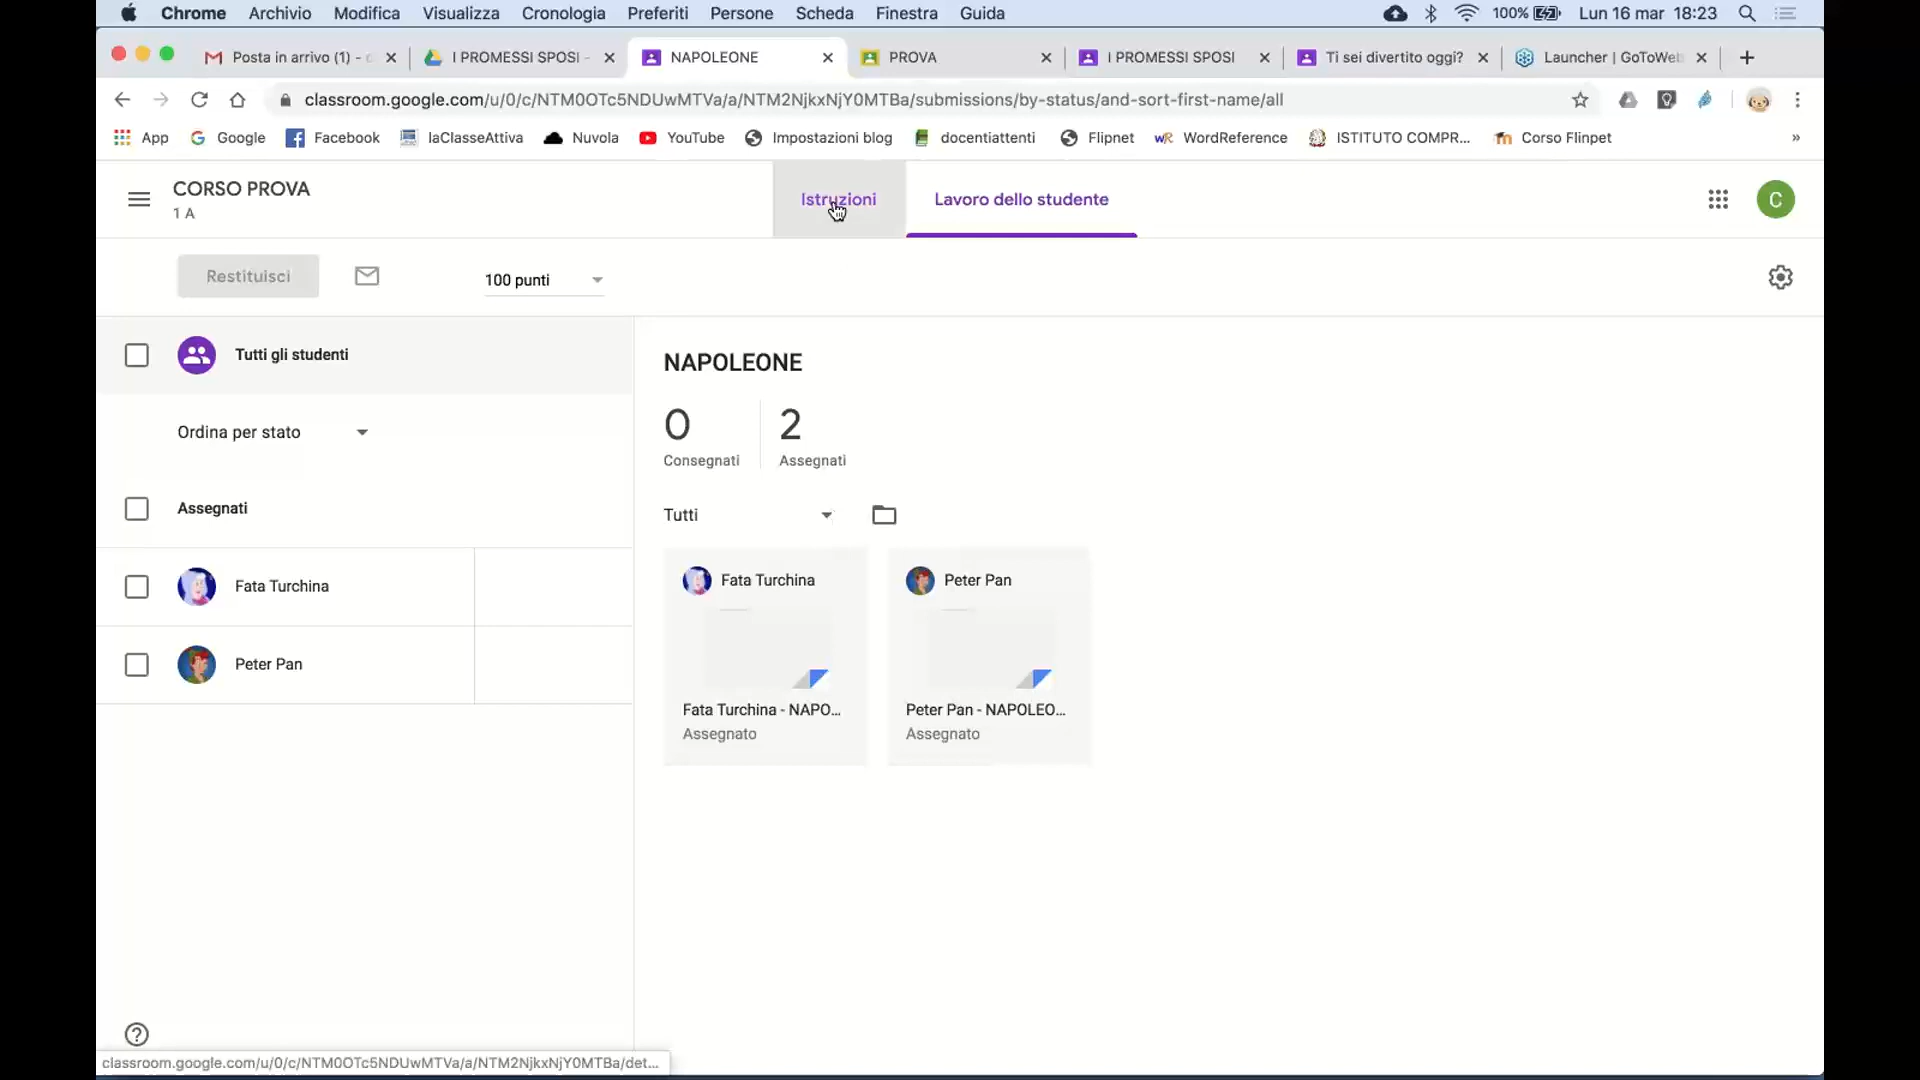 Chrome Archivio Modifica Visualizza Cronologia Preferiti Persone Scheda Finestra Guida 100% Lun 16 mar 18:23
Posta in arrivo (1) - I PROMESSI SPOSI - NAPOLEONE PROVA I PROMESSI SPOSI Ti sei divertito oggi? Launcher | GoToWeb
classroom.google.com/u/0/c/NTM0OTc5NDUwMTVa/a/NTM2NjkxNjY0MTBa/submissions/by-status/and-sort-first-name/all
App Google Facebook laClasseAttiva Nuvola YouTube Impostazioni blog docentiattenti Flipnet WordReference ISTITUTO COMPR... Corso Flinpet »
CORSO PROVA
1 A
Istruzioni Lavoro dello studente
C
Restituisci 100 punti
Tutti gli studenti
Ordina per stato
Assegnati
Fata Turchina
Peter Pan
NAPOLEONE
0 2
Consegnati Assegnati
Tutti
Fata Turchina Peter Pan
Fata Turchina - NAPO... Peter Pan - NAPOLEO...
Assegnato Assegnato
classroom.google.com/u/0/c/NTM0OTc5NDUwMTVa/a/NTM2NjkxNjY0MTBa/det...